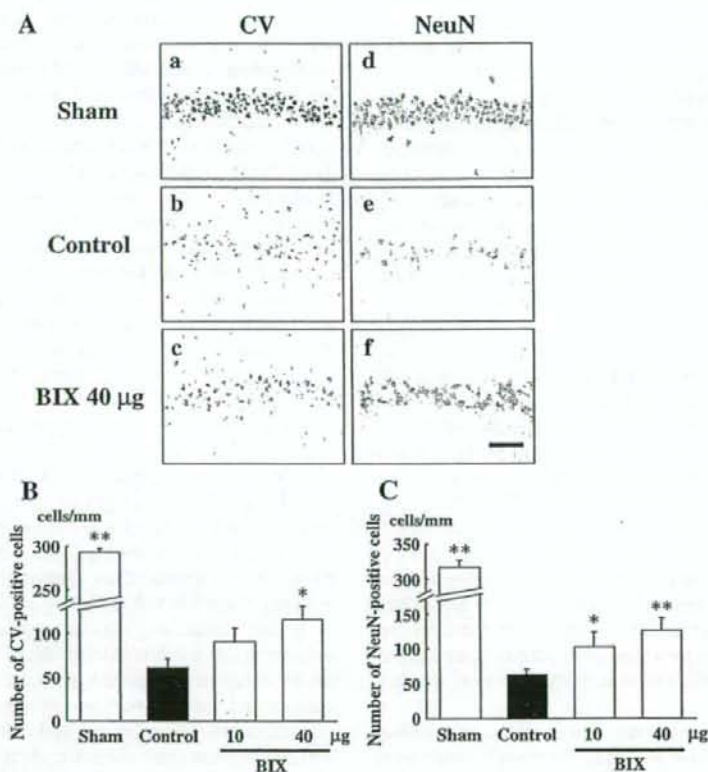 A
CV NeuN
a d
Sham
b e
Control
c f
BIX 40 μg
B
cells/mm
Number of CV-positive cells
300
250
100
50
0
**
*
Sham Control 10 40 μg
BIX
C
cells/mm
Number of NeuN-positive cells
350
300
150
100
50
0
**
*
**
Sham Control 10 40 μg
BIX